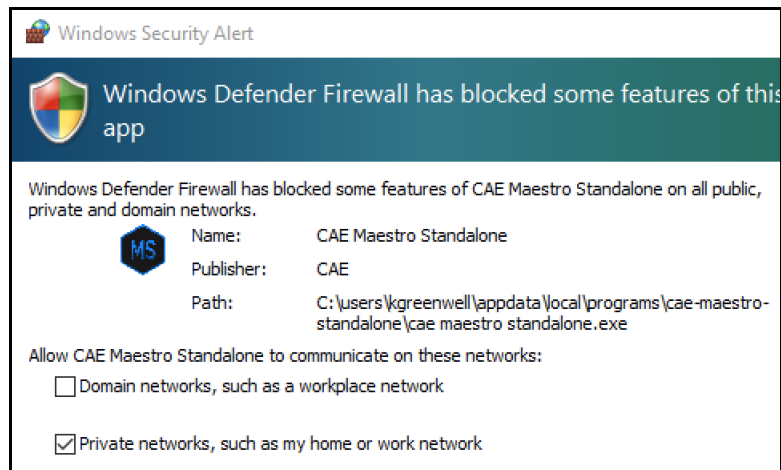 Windows Security Alert
Windows Defender Firewall has blocked some features of this
app
Windows Defender Firewall has blocked some features of CAE Maestro Standalone on all public,
private and domain networks.
MS
Name: CAE Maestro Standalone
Publisher: CAE
Path: C:\users\kgreenwell\appdata\local\programs\cae-maestro-
standalone\cae maestro standalone.exe
Allow CAE Maestro Standalone to communicate on these networks:
Domain networks, such as a workplace network
Private networks, such as my home or work network